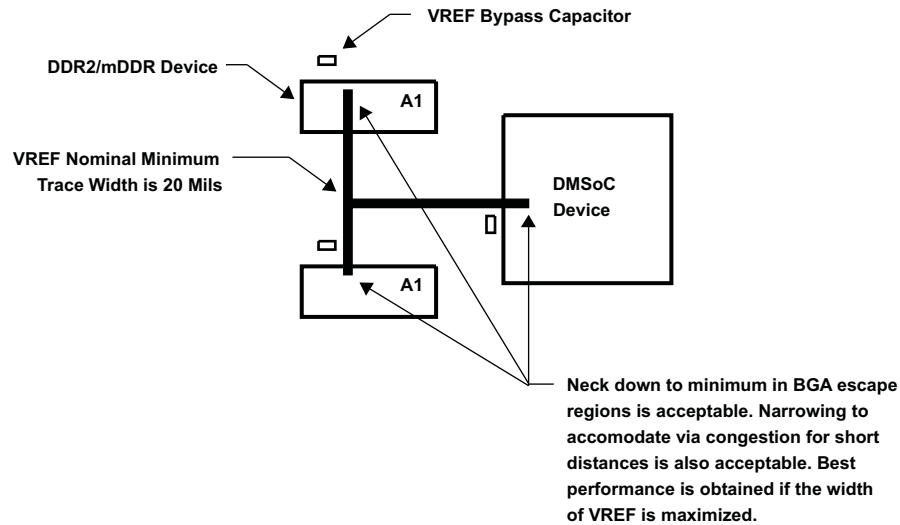 VREF Bypass Capacitor
DDR2/mDDR Device
A1
VREF Nominal Minimum
Trace Width is 20 Mils
DMSoC
Device
A1
Neck down to minimum in BGA escape
regions is acceptable. Narrowing to
accomodate via congestion for short
distances is also acceptable. Best
performance is obtained if the width
of VREF is maximized.